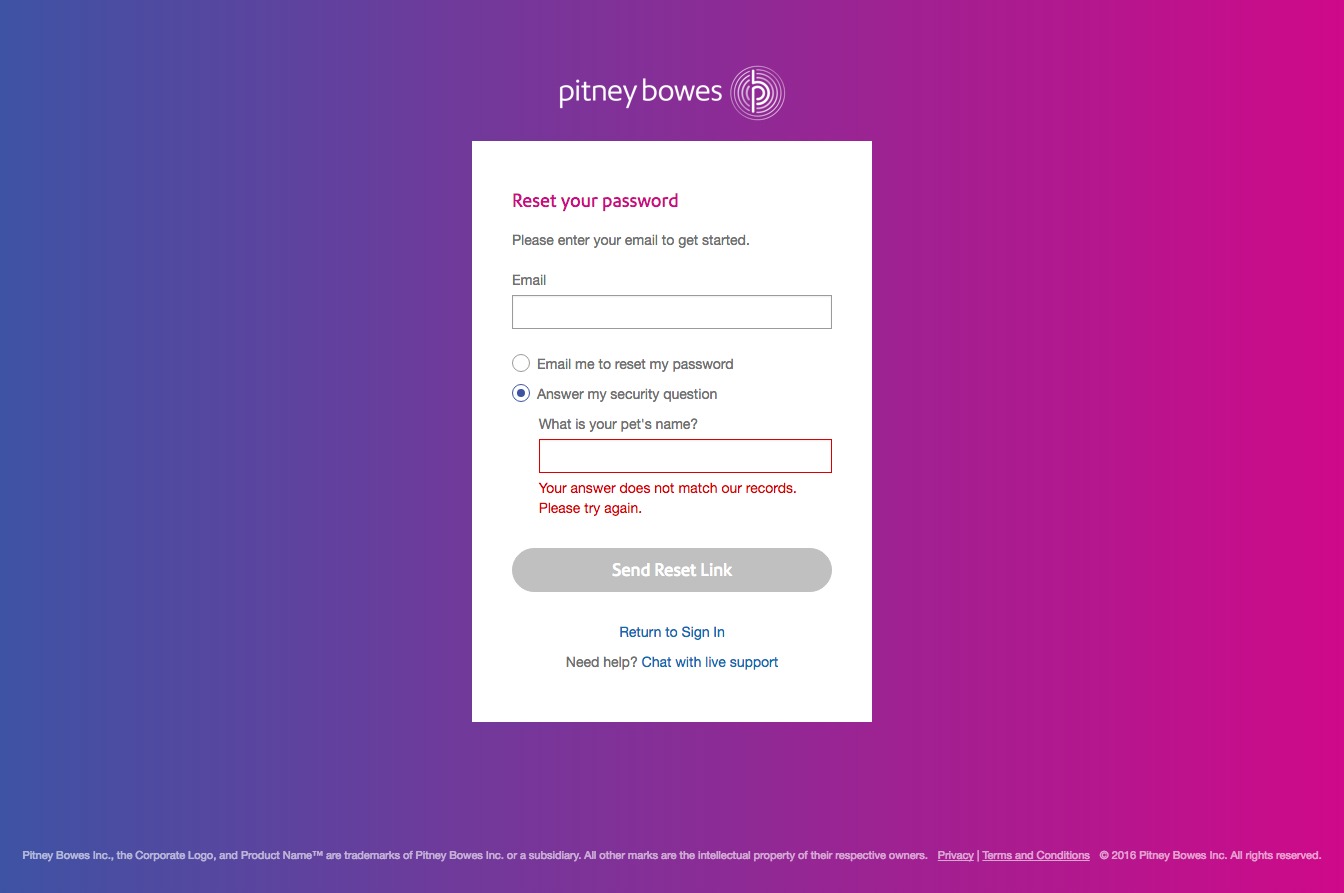 pitney bowes
Reset your password
Please enter your email to get started.
Email
Email me to reset my password
Answer my security question
What is your pet's name?
Your answer does not match our records.
Please try again.
Send Reset Link
Return to Sign In
Need help? Chat with live support
Pitney Bowes Inc., the Corporate Logo, and Product Name™ are trademarks of Pitney Bowes Inc. or a subsidiary. All other marks are the intellectual property of their respective owners. Privacy | Terms and Conditions © 2016 Pitney Bowes Inc. All rights reserved.